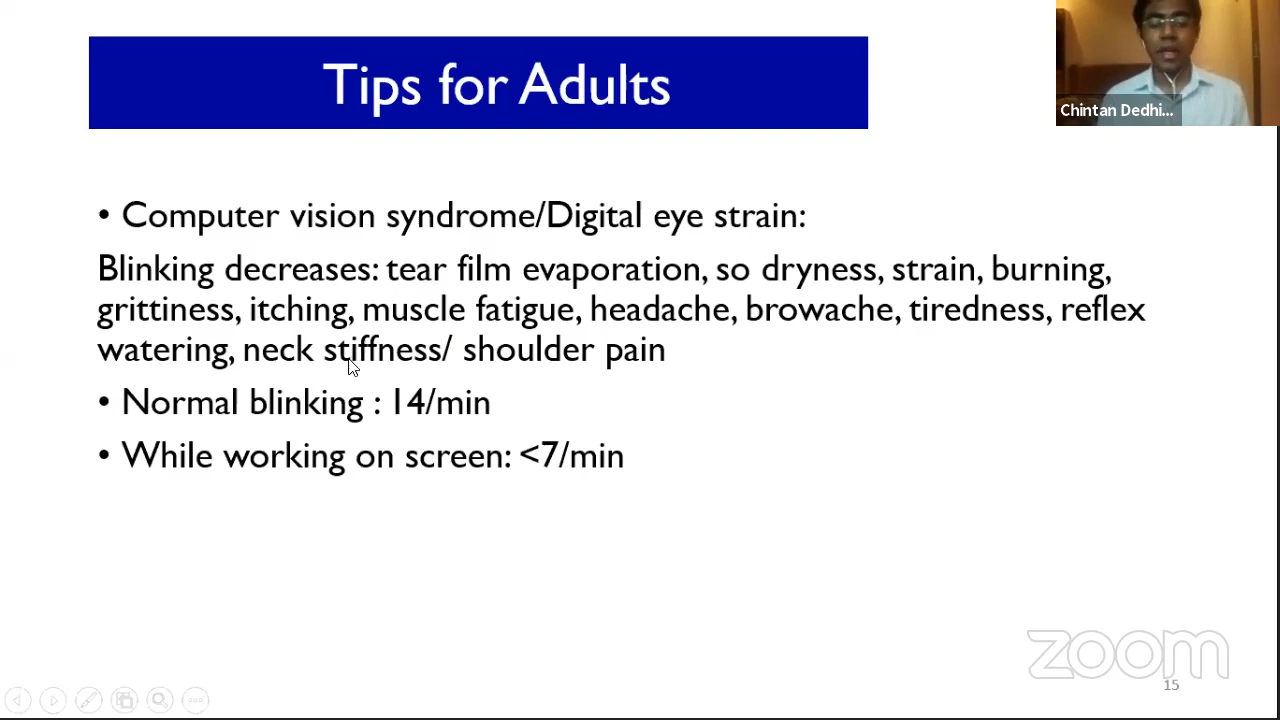 Tips for Adults
Chintan Dedhi...
• Computer vision syndrome/Digital eye strain:
Blinking decreases: tear film evaporation, so dryness, strain, burning,
grittiness, itching, muscle fatigue, headache, browache, tiredness, reflex
watering, neck stiffness/ shoulder pain
• Normal blinking : 14/min
• While working on screen: <7/min
zoom
15